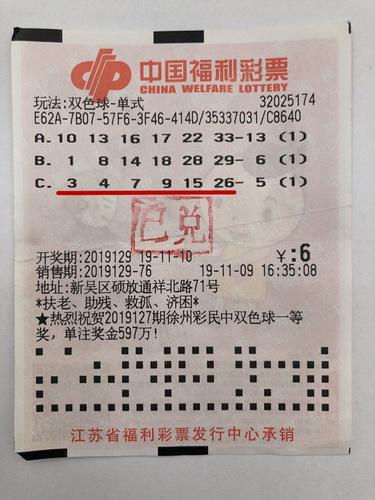 中国福利彩票
CHINA WELFARE LOTTERY
玩法:双色球-单式 32025174
E62A-7B07-57F6-3F46-414D/35337031/C8640
A. 10 13 16 17 22 33-13 (1)
B. 1 8 14 18 28 29- 6 (1)
C. 3 4 7 9 15 26- 5 (1)
已兑
开奖期:2019129 19-11-10 ￥:6
销售期:2019129-76 19-11-09 16:35:08
地址:新吴区硕放通祥北路71号
*扶老、助残、救孤、济困*
★热烈祝贺2019127期徐州彩民中双色球一等
奖，单注奖金597万!
江苏省福利彩票发行中心承销